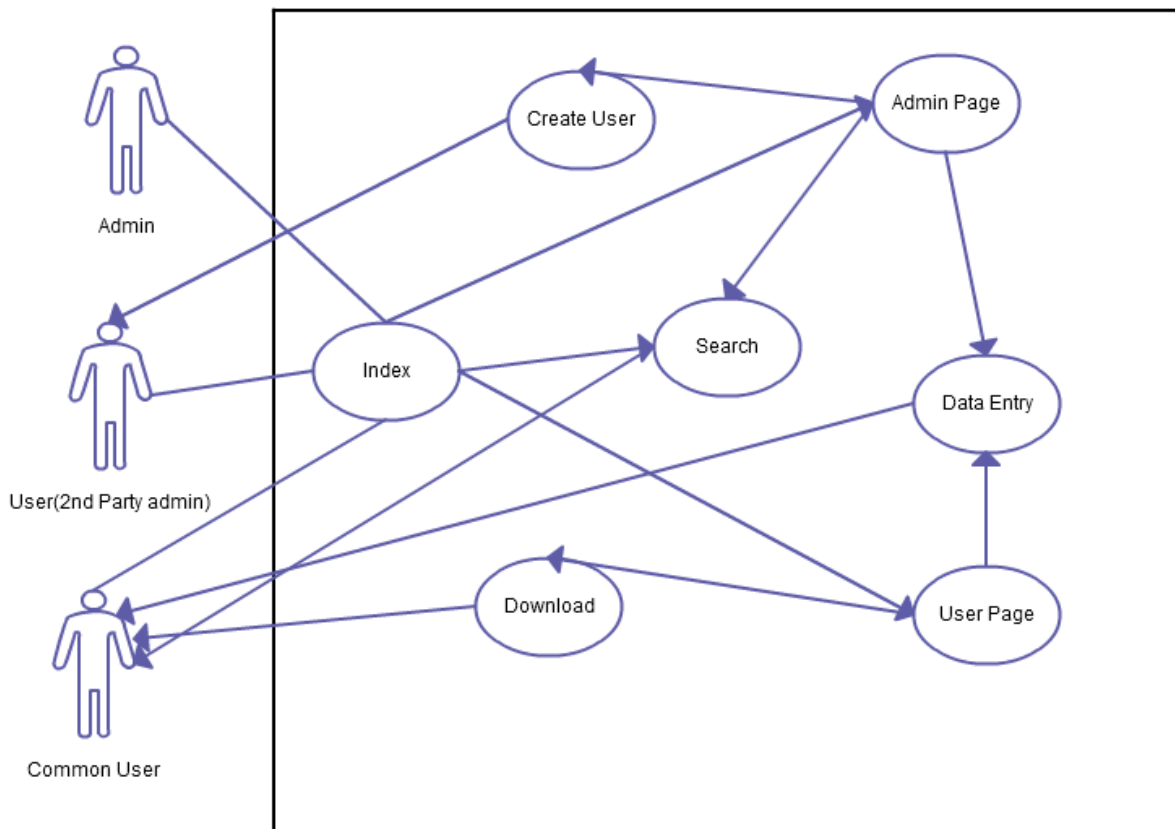 Admin Page
Create User
Admin
Search
Index
Data Entry
User(2nd Party admin)
Download
User Page
Common User